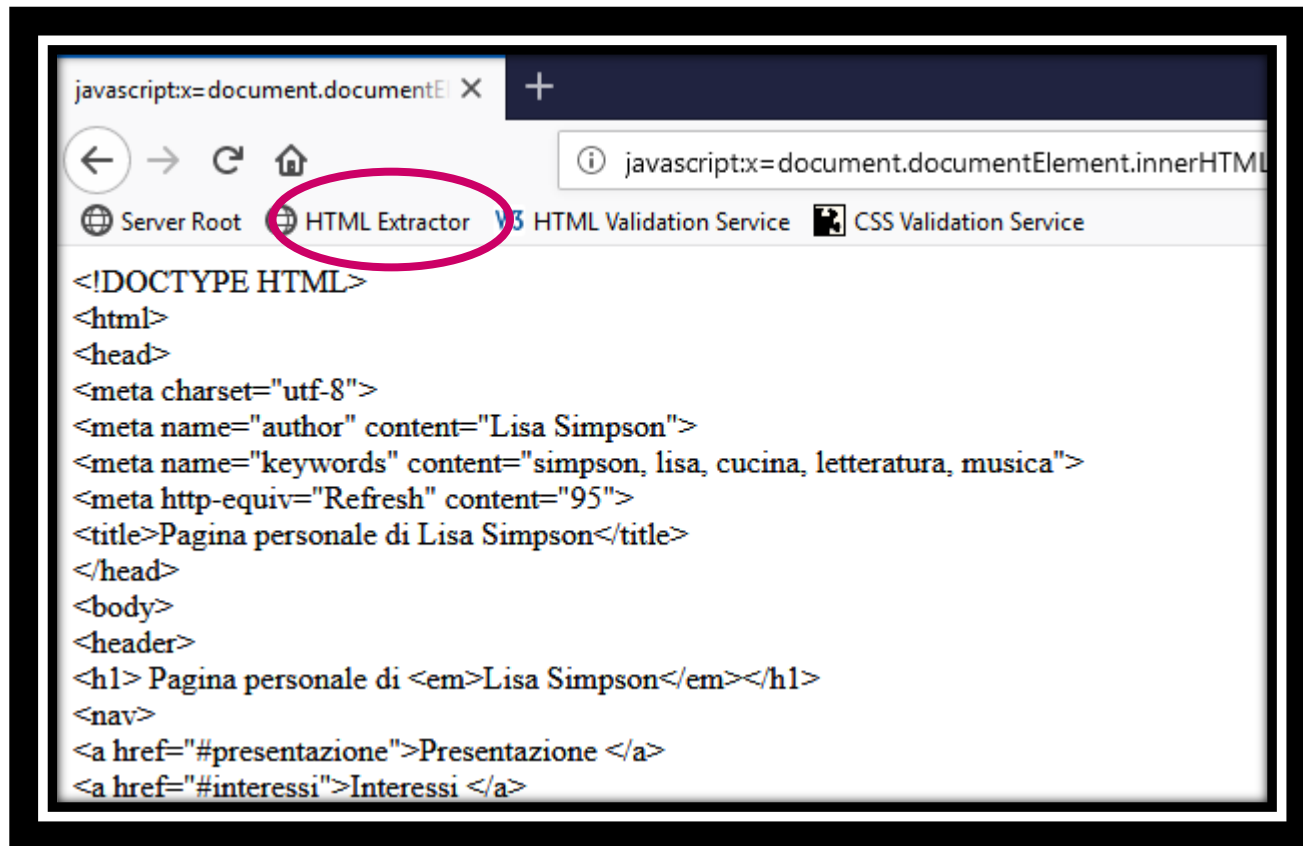 javascript:x=document.documentEl
javascript:x=document.documentElement.innerHTML
Server Root HTML Extractor W3 HTML Validation Service CSS Validation Service
<!DOCTYPE HTML>
<html>
<head>
<meta charset="utf-8">
<meta name="author" content="Lisa Simpson">
<meta name="keywords" content="simpson, lisa, cucina, letteratura, musica">
<meta http-equiv="Refresh" content="95">
<title>Pagina personale di Lisa Simpson</title>
</head>
<body>
<header>
<h1> Pagina personale di <em>Lisa Simpson</em></h1>
<nav>
<a href="#presentazione">Presentazione </a>
<a href="#interessi">Interessi </a>